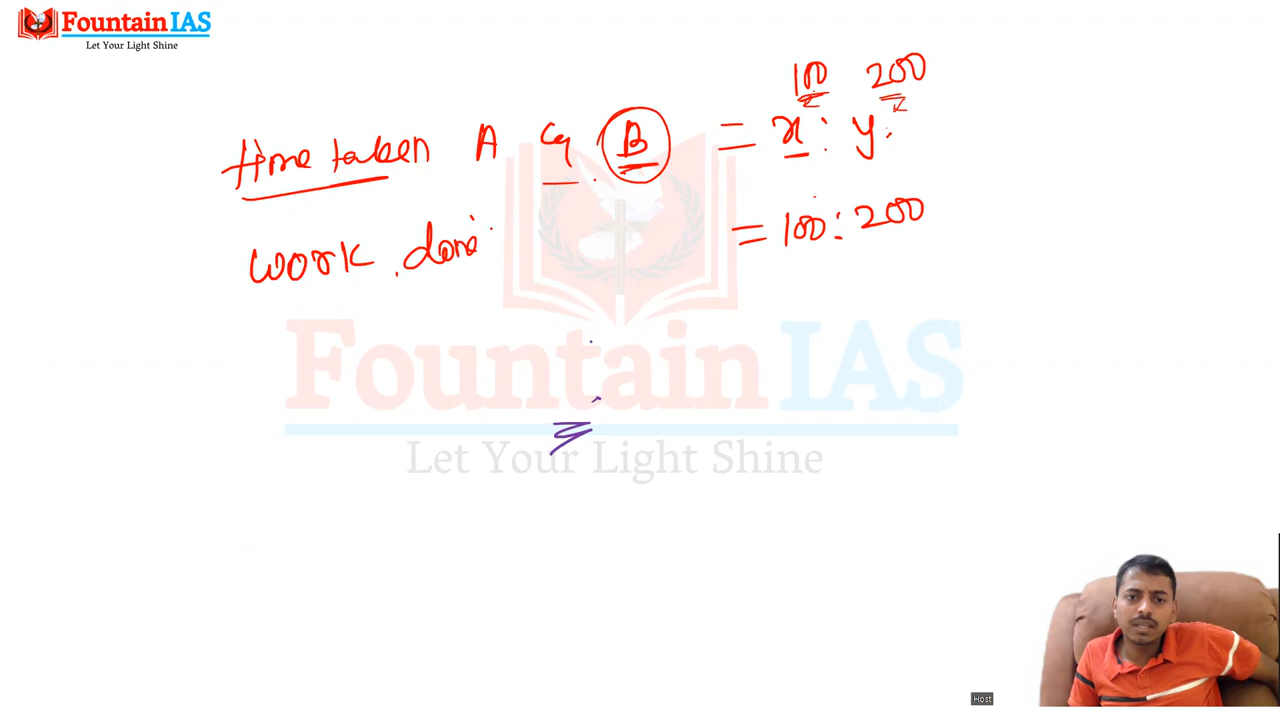 Fountain IAS
Let Your Light Shine
100 200
time taken A & B = x : y
work done = 100 : 200
Fountain IAS
Let Your Light Shine
Host